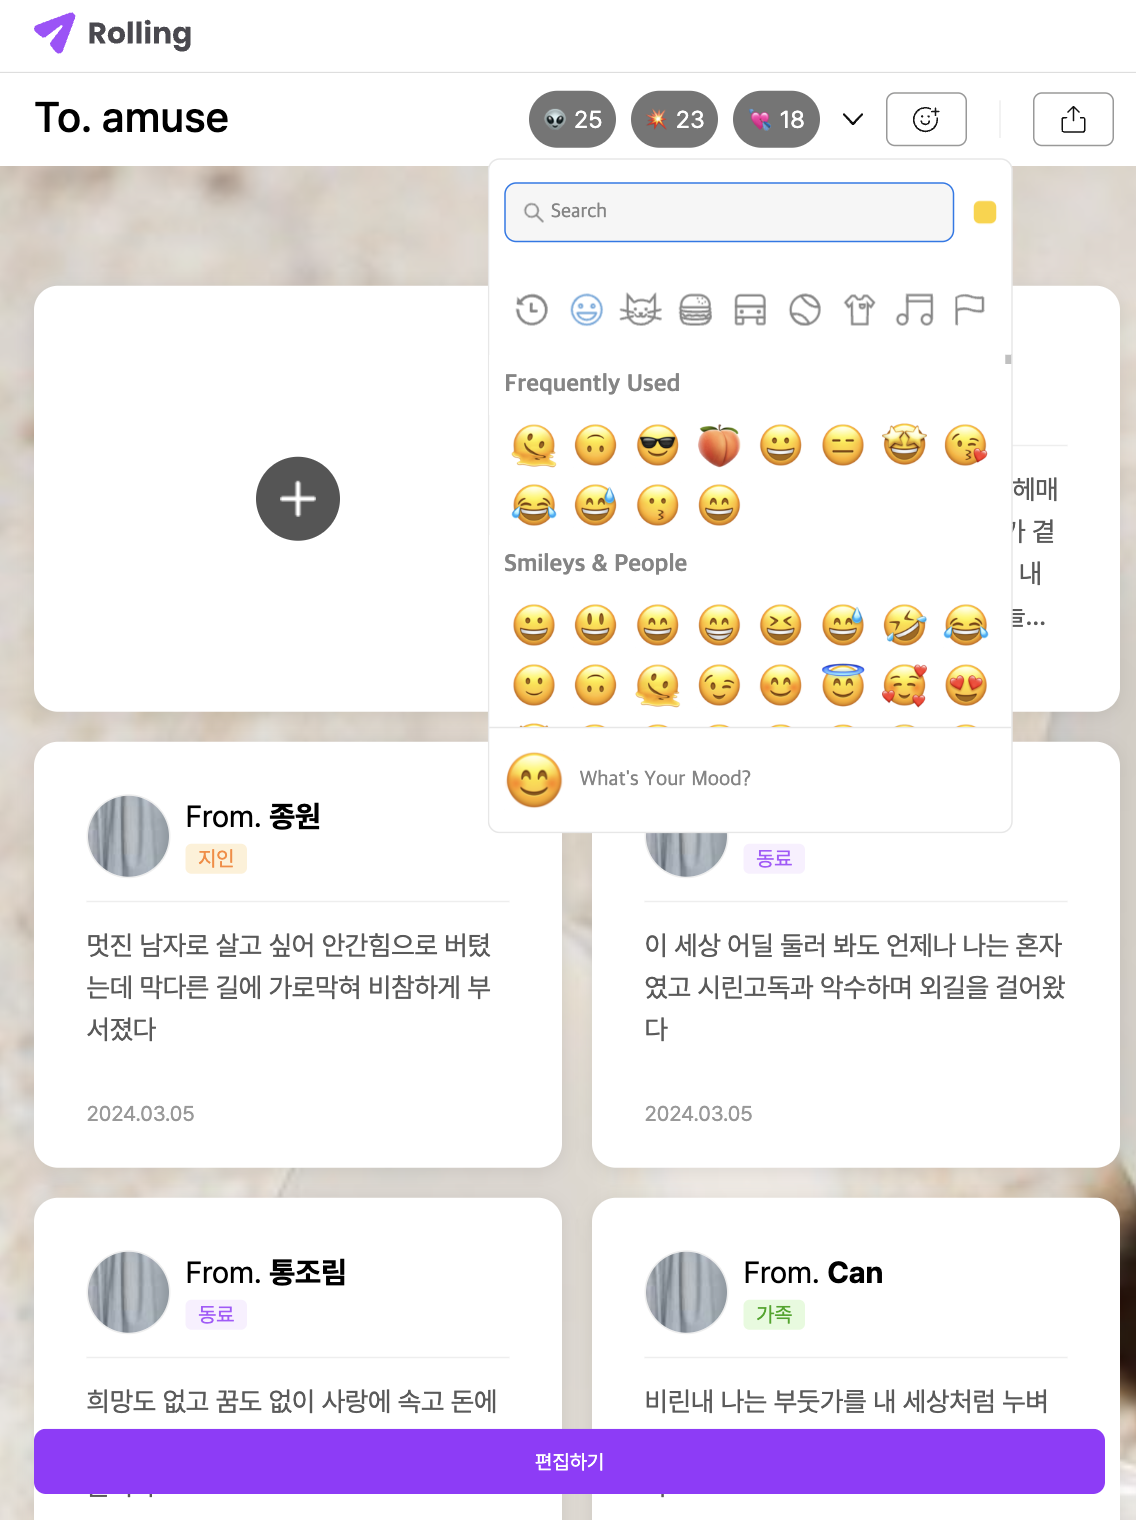 Rolling
To. amuse
25
23
18
Search
Frequently Used
Smileys & People
What's Your Mood?
헤매
가 곁
내
들...
From. 종원
지인
멋진 남자로 살고 싶어 안간힘으로 버텼
는데 막다른 길에 가로막혀 비참하게 부
서졌다
2024.03.05
동료
이 세상 어딜 둘러 봐도 언제나 나는 혼자
였고 시린고독과 악수하며 외길을 걸어왔
다
2024.03.05
From. 통조림
동료
희망도 없고 꿈도 없이 사랑에 속고 돈에
From. Can
가족
비린내 나는 부둣가를 내 세상처럼 누벼
편집하기